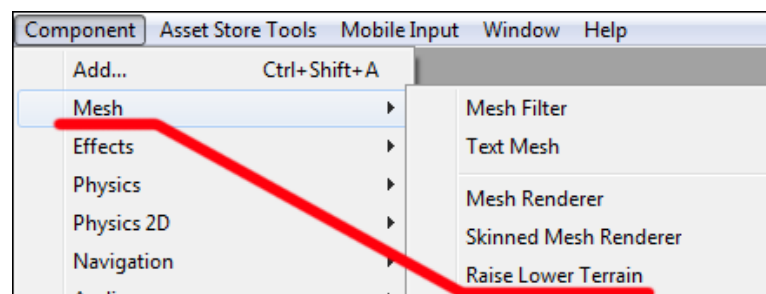 Component Asset Store Tools Mobile Input Window Help
Add... Ctrl+Shift+A
Mesh
Effects
Physics
Physics 2D
Navigation
Mesh Filter
Text Mesh
Mesh Renderer
Skinned Mesh Renderer
Raise Lower Terrain